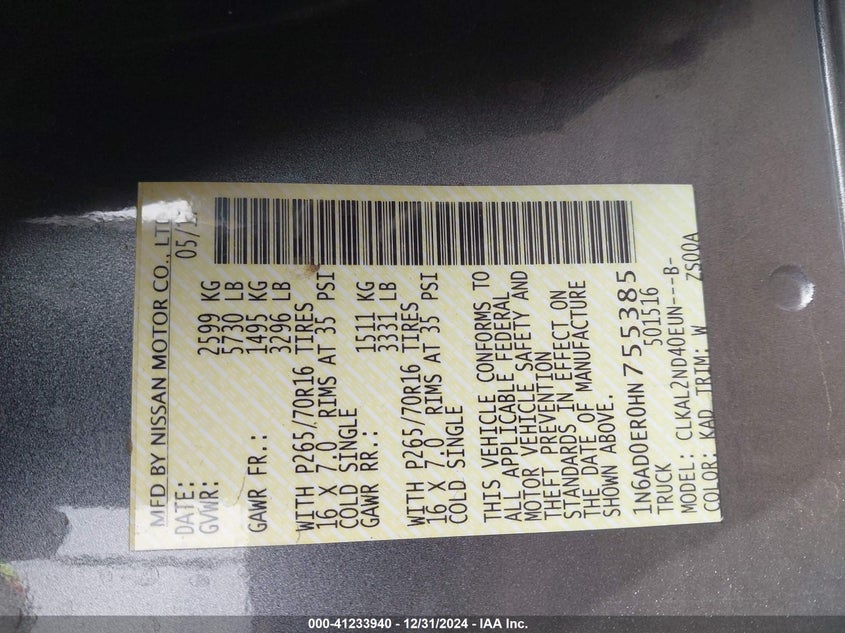 MFD BY NISSAN MOTOR CO., LTD
DATE: 05/
GVWR: 2599 KG
5730 LB
GAWR FR.: 1495 KG
3296 LB
WITH P265/70R16 TIRES
16 X 7.0 RIMS AT 35 PSI
COLD SINGLE
GAWR RR.: 1511 KG
3331 LB
WITH P265/70R16 TIRES
16 X 7.0 RIMS AT 35 PSI
COLD SINGLE
THIS VEHICLE CONFORMS TO
ALL APPLICABLE FEDERAL
MOTOR VEHICLE SAFETY AND
THEFT PREVENTION
STANDARDS IN EFFECT ON
THE DATE OF MANUFACTURE
SHOWN ABOVE.
1N6AD0ER0HN755385
TRUCK 501516
MODEL: CLKAL2ND40EUN---B-
COLOR: KAD TRIM: W ZS00A
000-41233940 - 12/31/2024 - IAA Inc.